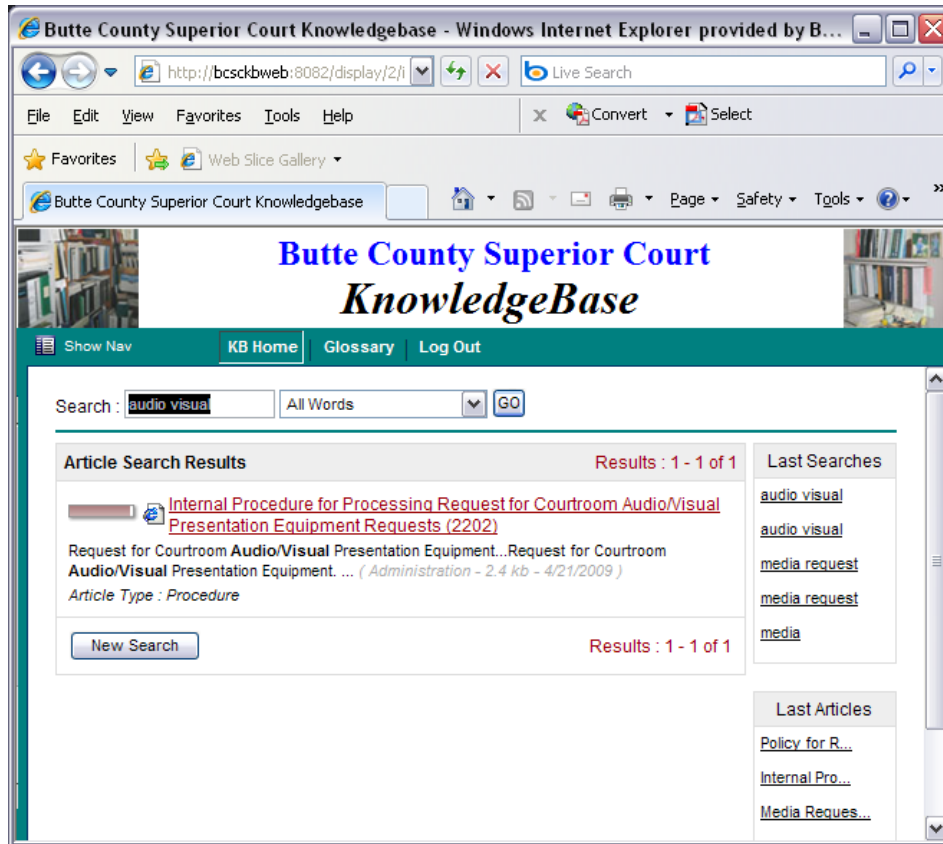 Butte County Superior Court Knowledgebase - Windows Internet Explorer provided by B...
http://bcsckbweb:8082/display/2/i
Live Search
File Edit View Favorites Tools Help
x Convert Select
Favorites Web Slice Gallery
Butte County Superior Court Knowledgebase
Page Safety Tools »
Butte County Superior Court
KnowledgeBase
Show Nav KB Home Glossary Log Out
Search : audio visual All Words GO
Article Search Results Results : 1 - 1 of 1
Internal Procedure for Processing Request for Courtroom Audio/Visual
Presentation Equipment Requests (2202)
Request for Courtroom Audio/Visual Presentation Equipment...Request for Courtroom
Audio/Visual Presentation Equipment. ... ( Administration - 2.4 kb - 4/21/2009 )
Article Type : Procedure
New Search Results : 1 - 1 of 1
Last Searches
audio visual
audio visual
media request
media request
media
Last Articles
Policy for R...
Internal Pro...
Media Reques...